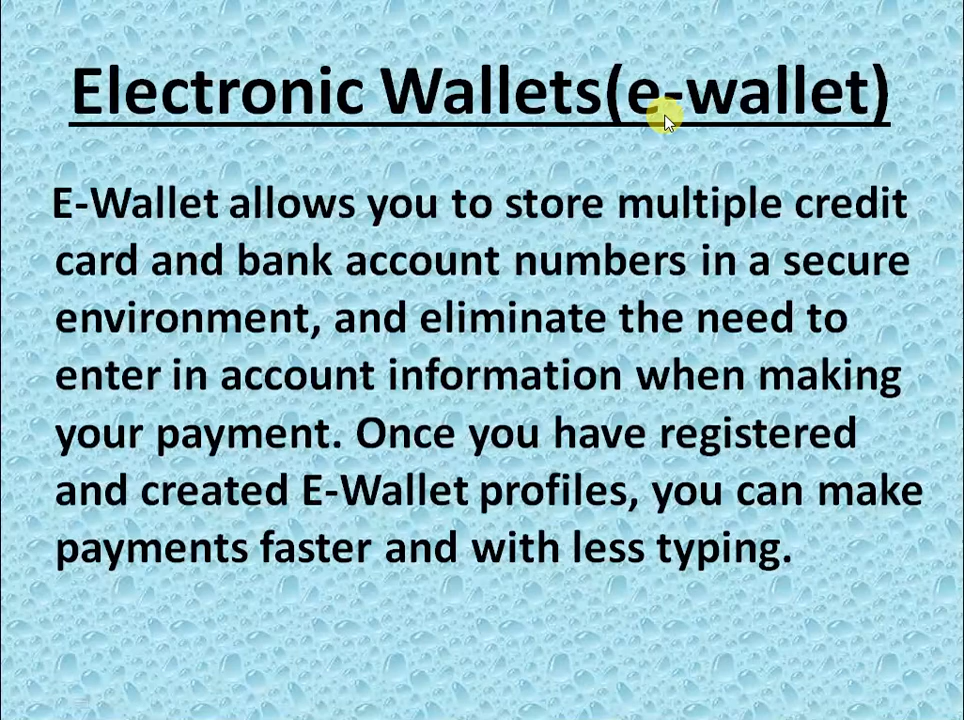 Electronic Wallets(e-wallet)
E-Wallet allows you to store multiple credit
card and bank account numbers in a secure
environment, and eliminate the need to
enter in account information when making
your payment. Once you have registered
and created E-Wallet profiles, you can make
payments faster and with less typing.